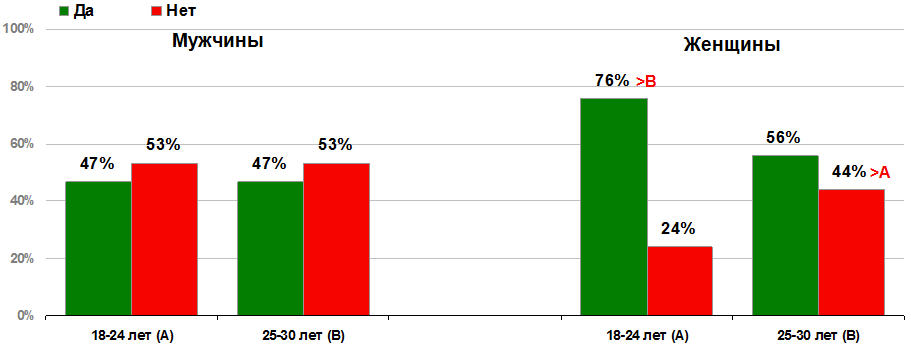 Да Нет
Мужчины
Женщины
100%
80%
60%
40%
20%
0%
47% 53% 47% 53%
76% >B 24% 56% 44% >A
18-24 лет (А) 25-30 лет (В) 18-24 лет (А) 25-30 лет (В)